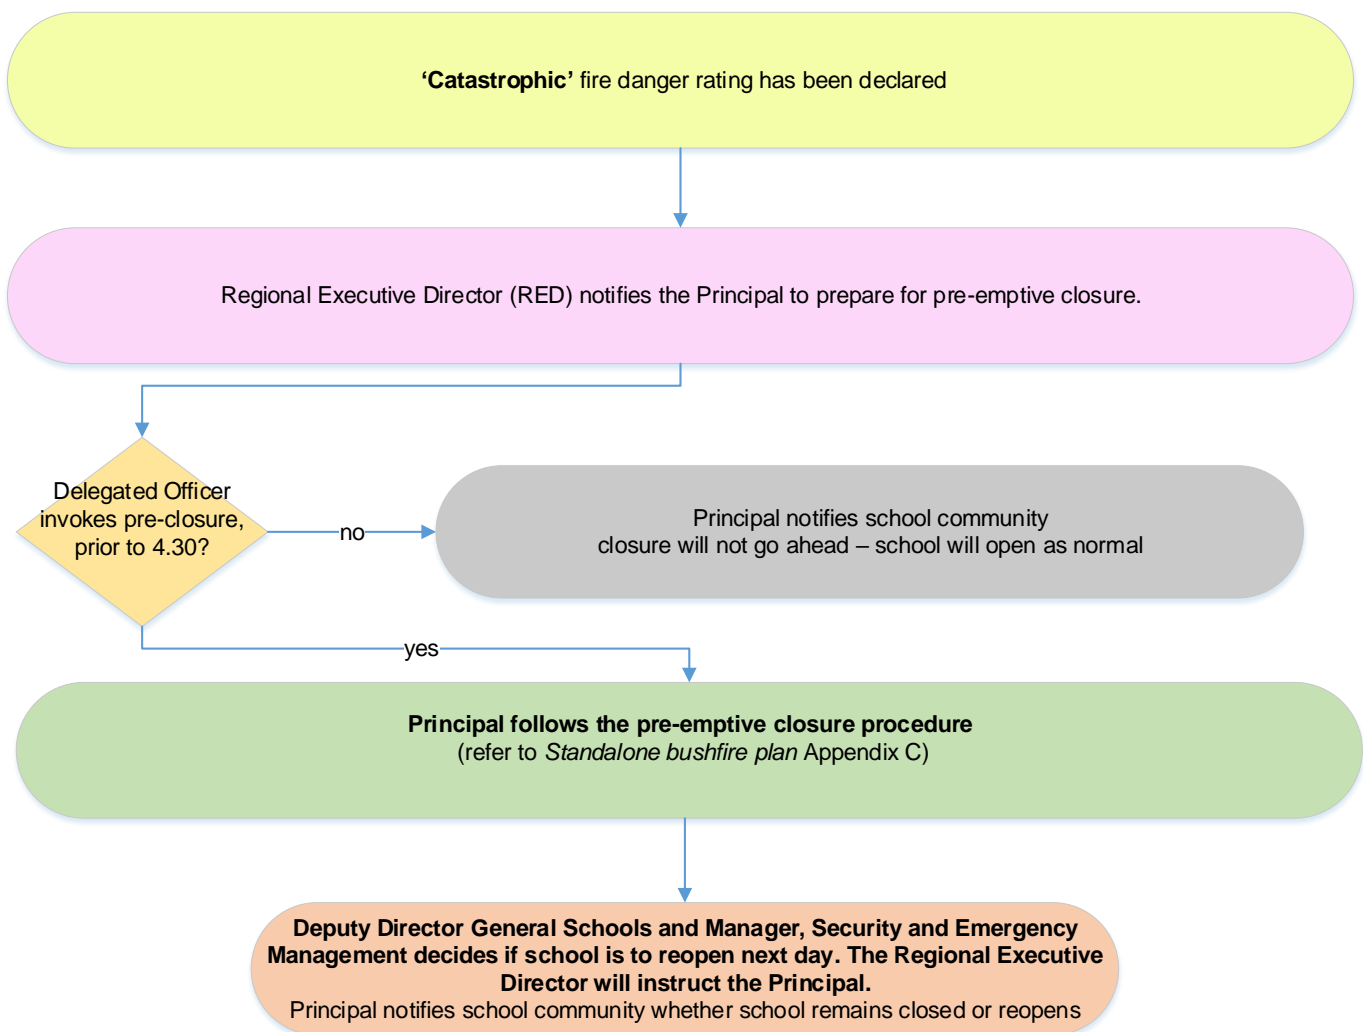 ‘Catastrophic’ fire danger rating has been declared
Regional Executive Director (RED) notifies the Principal to prepare for pre-emptive closure.
Delegated Officer
invokes pre-closure,
prior to 4.30?
no
Principal notifies school community
closure will not go ahead – school will open as normal
yes
Principal follows the pre-emptive closure procedure
(refer to Standalone bushfire plan Appendix C)
Deputy Director General Schools and Manager, Security and Emergency
Management decides if school is to reopen next day. The Regional Executive
Director will instruct the Principal.
Principal notifies school community whether school remains closed or reopens